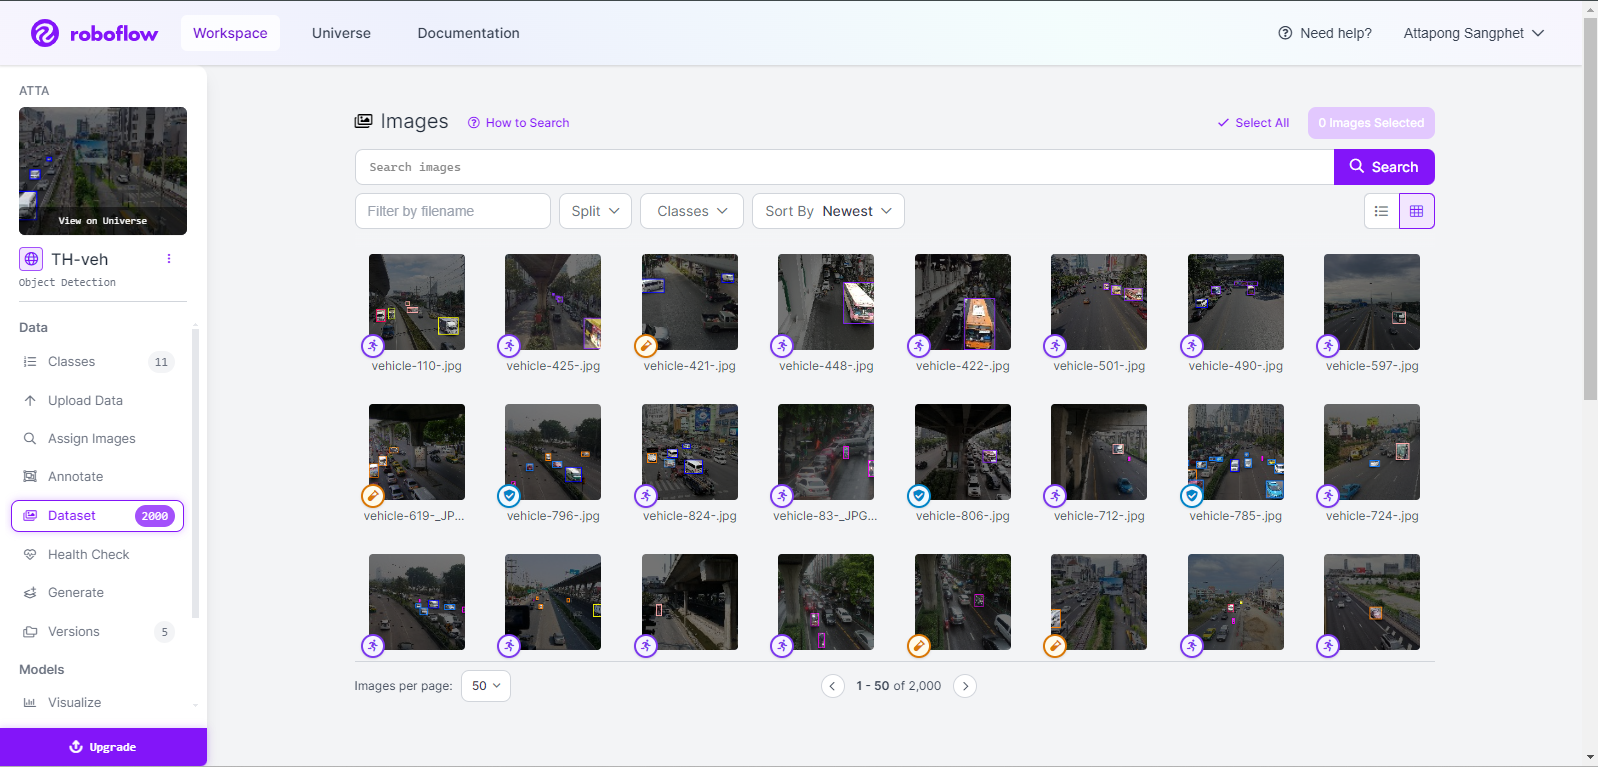 roboflow
Workspace
Universe
Documentation
Need help?
Attapong Sangphet
ATTA
View on Universe
TH-veh
Object Detection
Data
Classes 11
Upload Data
Assign Images
Annotate
Dataset 2000
Health Check
Generate
Versions 5
Models
Visualize
Upgrade
Images
How to Search
Select All
0 Images Selected
Search images
Search
Filter by filename
Split
Classes
Sort By Newest
vehicle-110-.jpg
vehicle-425-.jpg
vehicle-421-.jpg
vehicle-448-.jpg
vehicle-422-.jpg
vehicle-501-.jpg
vehicle-490-.jpg
vehicle-597-.jpg
vehicle-619-_JP...
vehicle-796-.jpg
vehicle-824-.jpg
vehicle-83-_JPG...
vehicle-806-.jpg
vehicle-712-.jpg
vehicle-785-.jpg
vehicle-724-.jpg
Images per page: 50
1 - 50 of 2,000